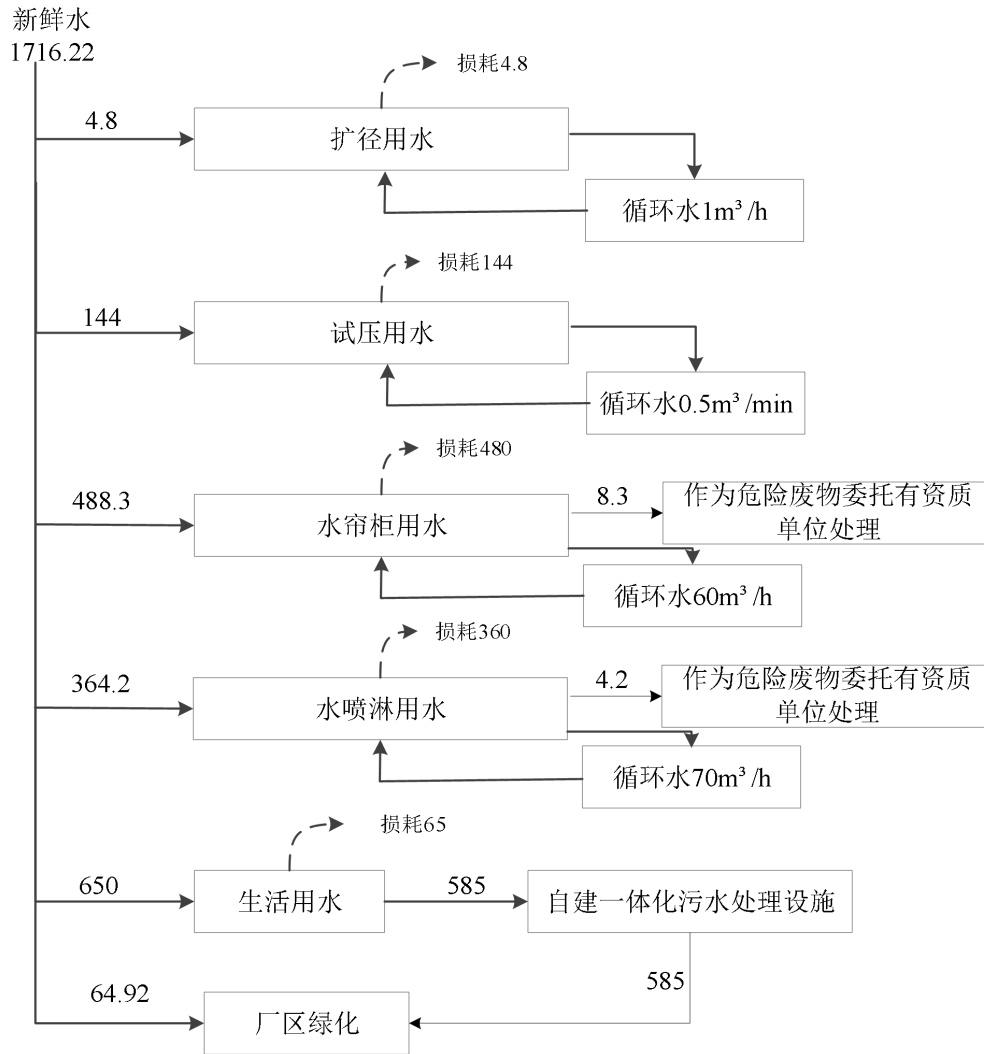 新鲜水
1716.22
损耗4.8
4.8
扩径用水
循环水1m³/h
损耗144
144
试压用水
循环水0.5m³/min
损耗480
488.3
水帘柜用水
8.3
作为危险废物委托有资质
单位处理
循环水60m³/h
损耗360
364.2
水喷淋用水
4.2
作为危险废物委托有资质
单位处理
循环水70m³/h
损耗65
650
生活用水
585
自建一体化污水处理设施
585
64.92
厂区绿化